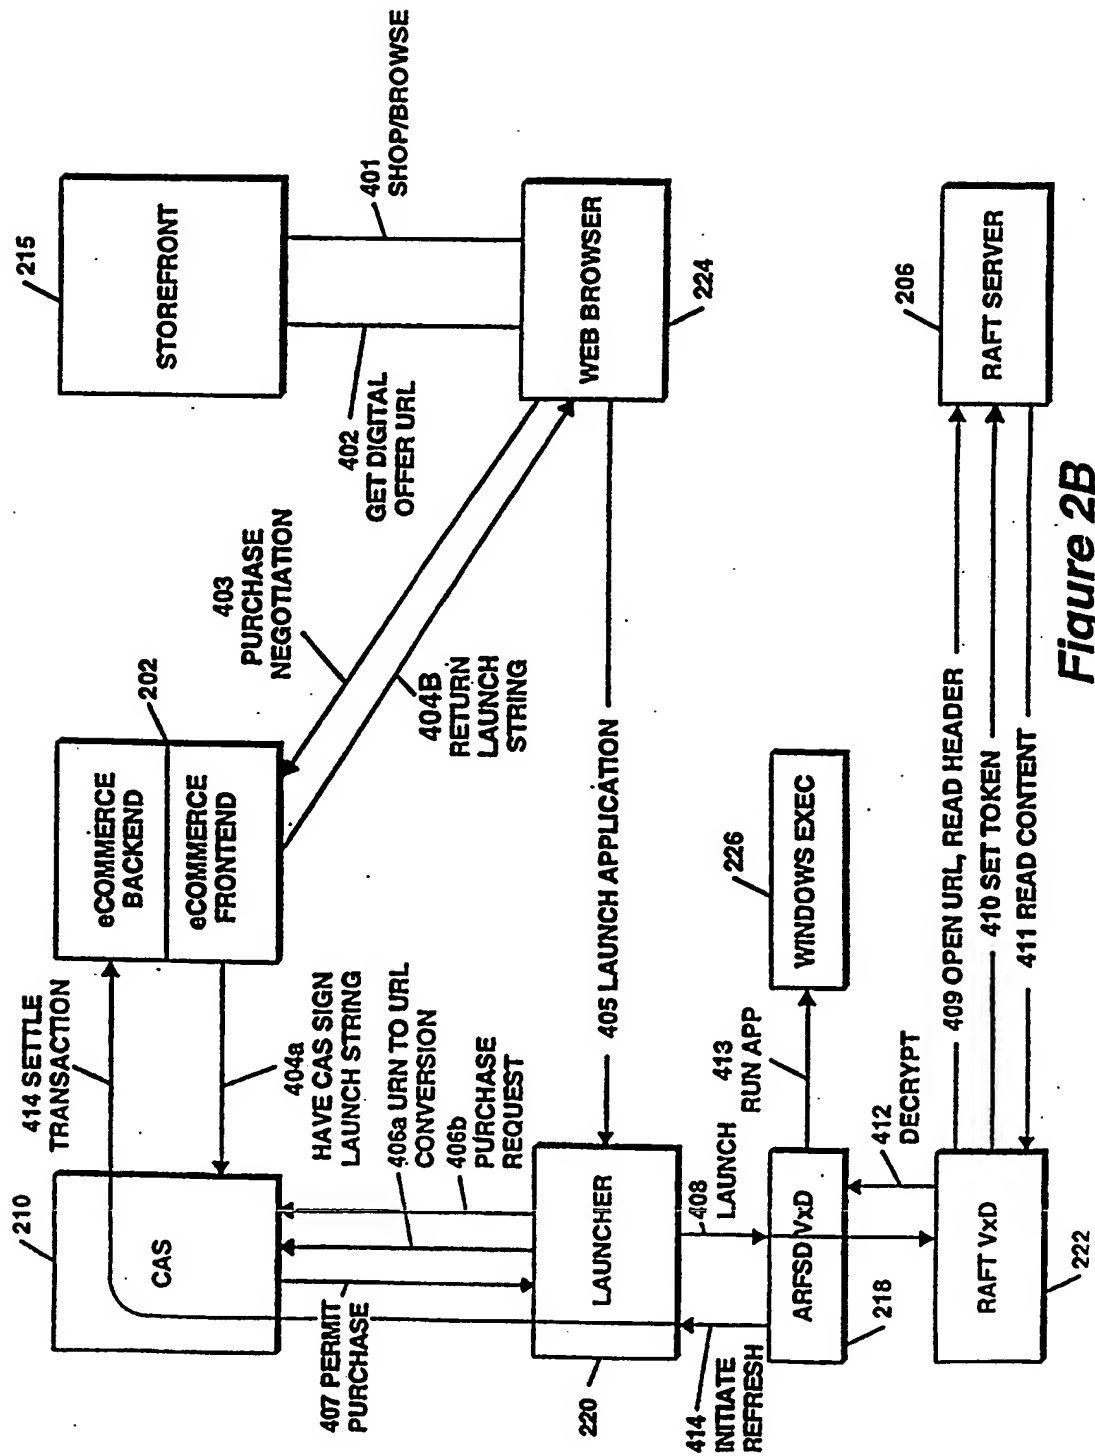 215
STOREFRONT
401
SHOP/BROWSE
402
GET DIGITAL
OFFER URL
WEB BROWSER
224
403
PURCHASE
NEGOTIATION
404B
RETURN
LAUNCH
STRING
202
eCOMMERCE
BACKEND
eCOMMERCE
FRONTEND
414 SETTLE
TRANSACTION
404a
HAVE CAS SIGN
LAUNCH STRING
210
CAS
406a URN TO URL
CONVERSION
406b
PURCHASE
REQUEST
407 PERMIT
PURCHASE
405 LAUNCH APPLICATION
LAUNCHER
220
408
LAUNCH
414
INITIATE
REFRESH
413
RUN APP
226
WINDOWS EXEC
ARFSD VxD
218
412
DECRYPT
RAFT VxD
222
409 OPEN URL, READ HEADER
410 SET TOKEN
411 READ CONTENT
206
RAFT SERVER
Figure 2B